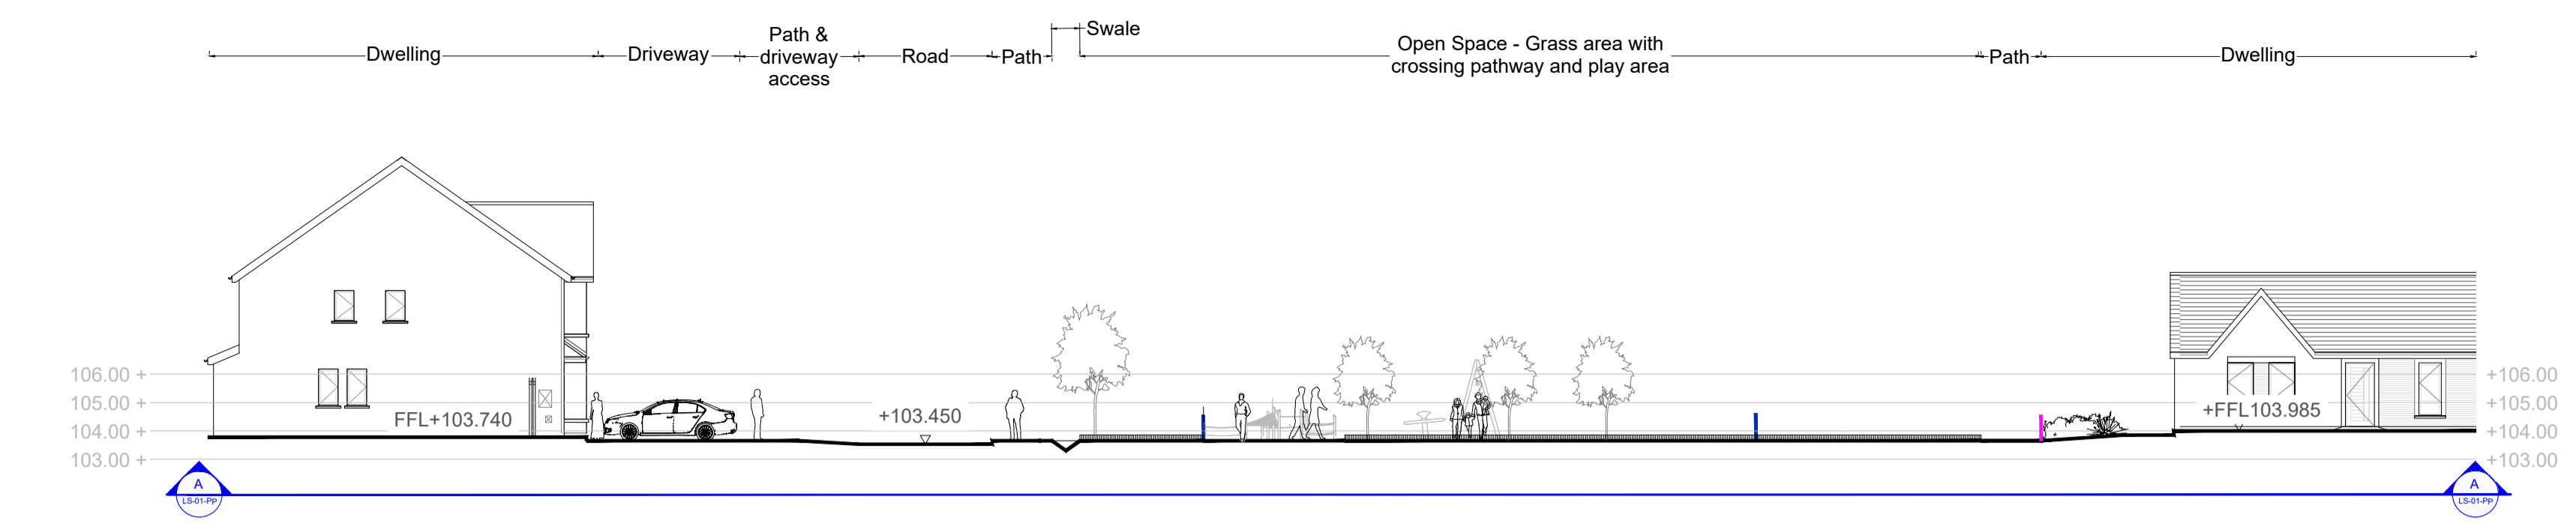 Swale
Path &
Open Space - Grass area with
Dwelling
Driveway
driveway
Road
Path
Path
Dwelling
crossing pathway and play area
access
106.00 +
+106.00
105.00 +
+105.00
FFL+103.740
+103.450
+FFL103.985
104.00 +
+104.00
103.00 +
+103.00
A
LS-01-PP
A
LS-01-PP